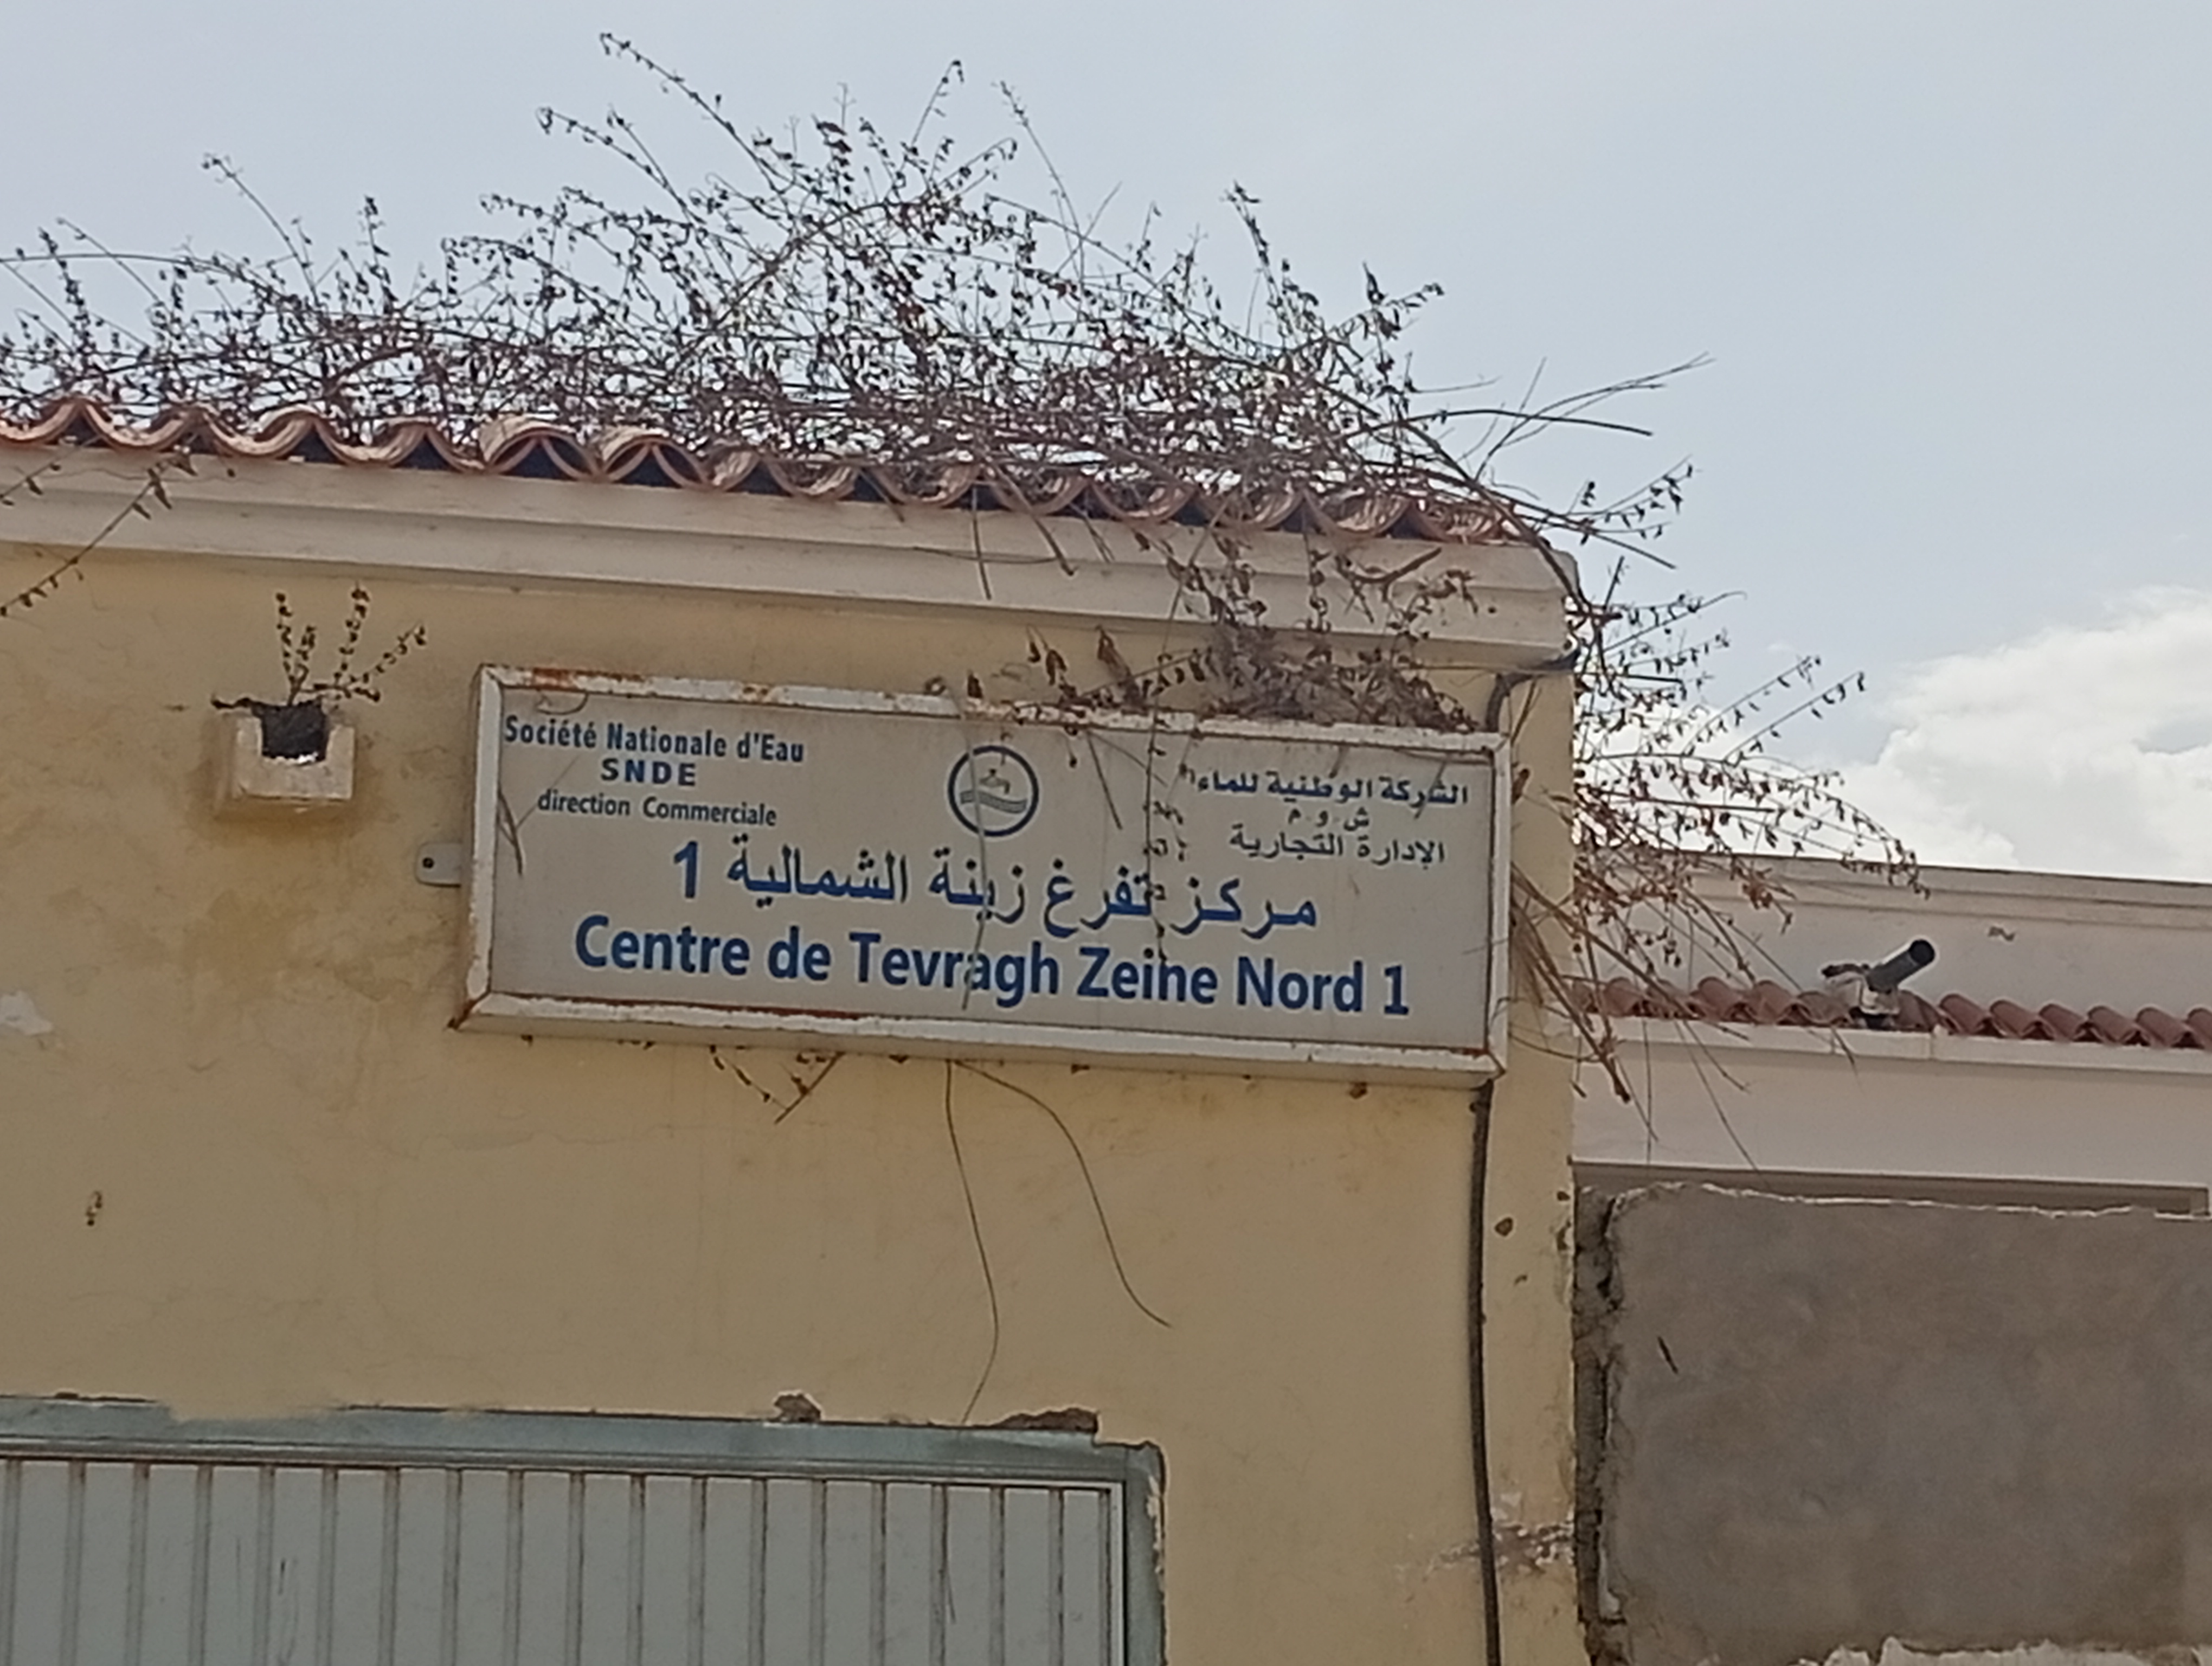 Société Nationale d'Eau
SNDE
direction Commerciale
الشركة الوطنية للماء
ش و م
الإدارة التجارية
مركز تفرغ زينة الشمالية 1
Centre de Tevragh Zeine Nord 1